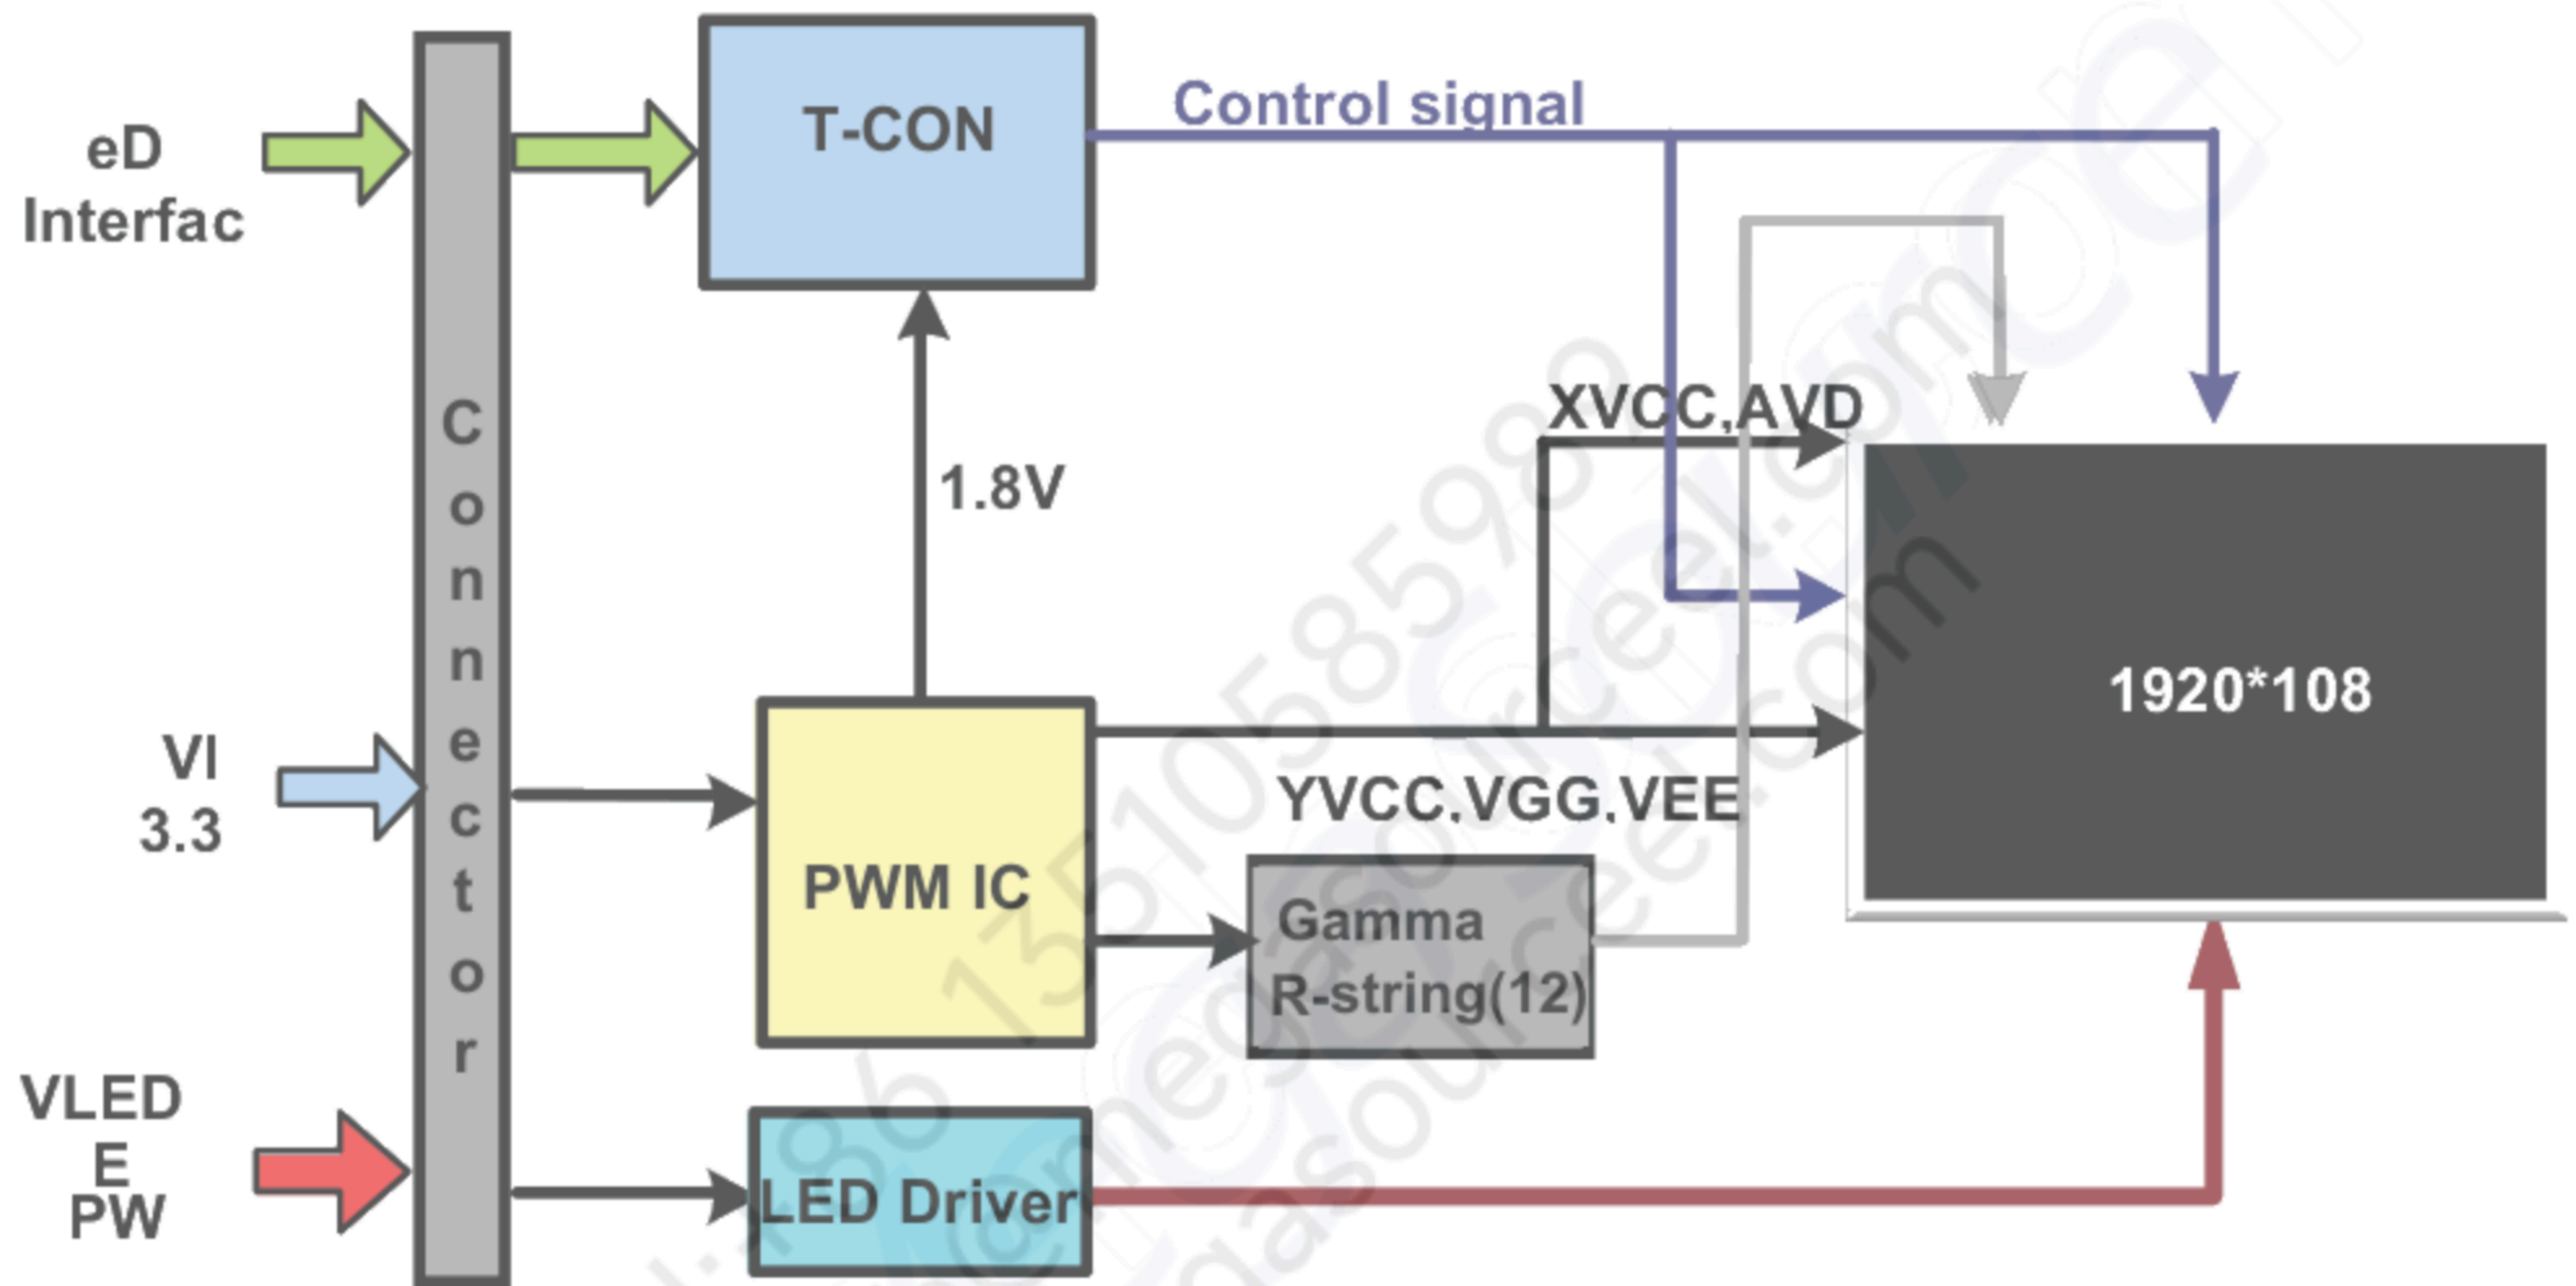 T-CON
Control signal
eD
Interfac
XVCC,AVD
1.8V
Connector
1920*108
VI
3.3
YVCC,VGG,VEE
PWM IC
Gamma
R-string(12)
VLED
E
PW
LED Driver